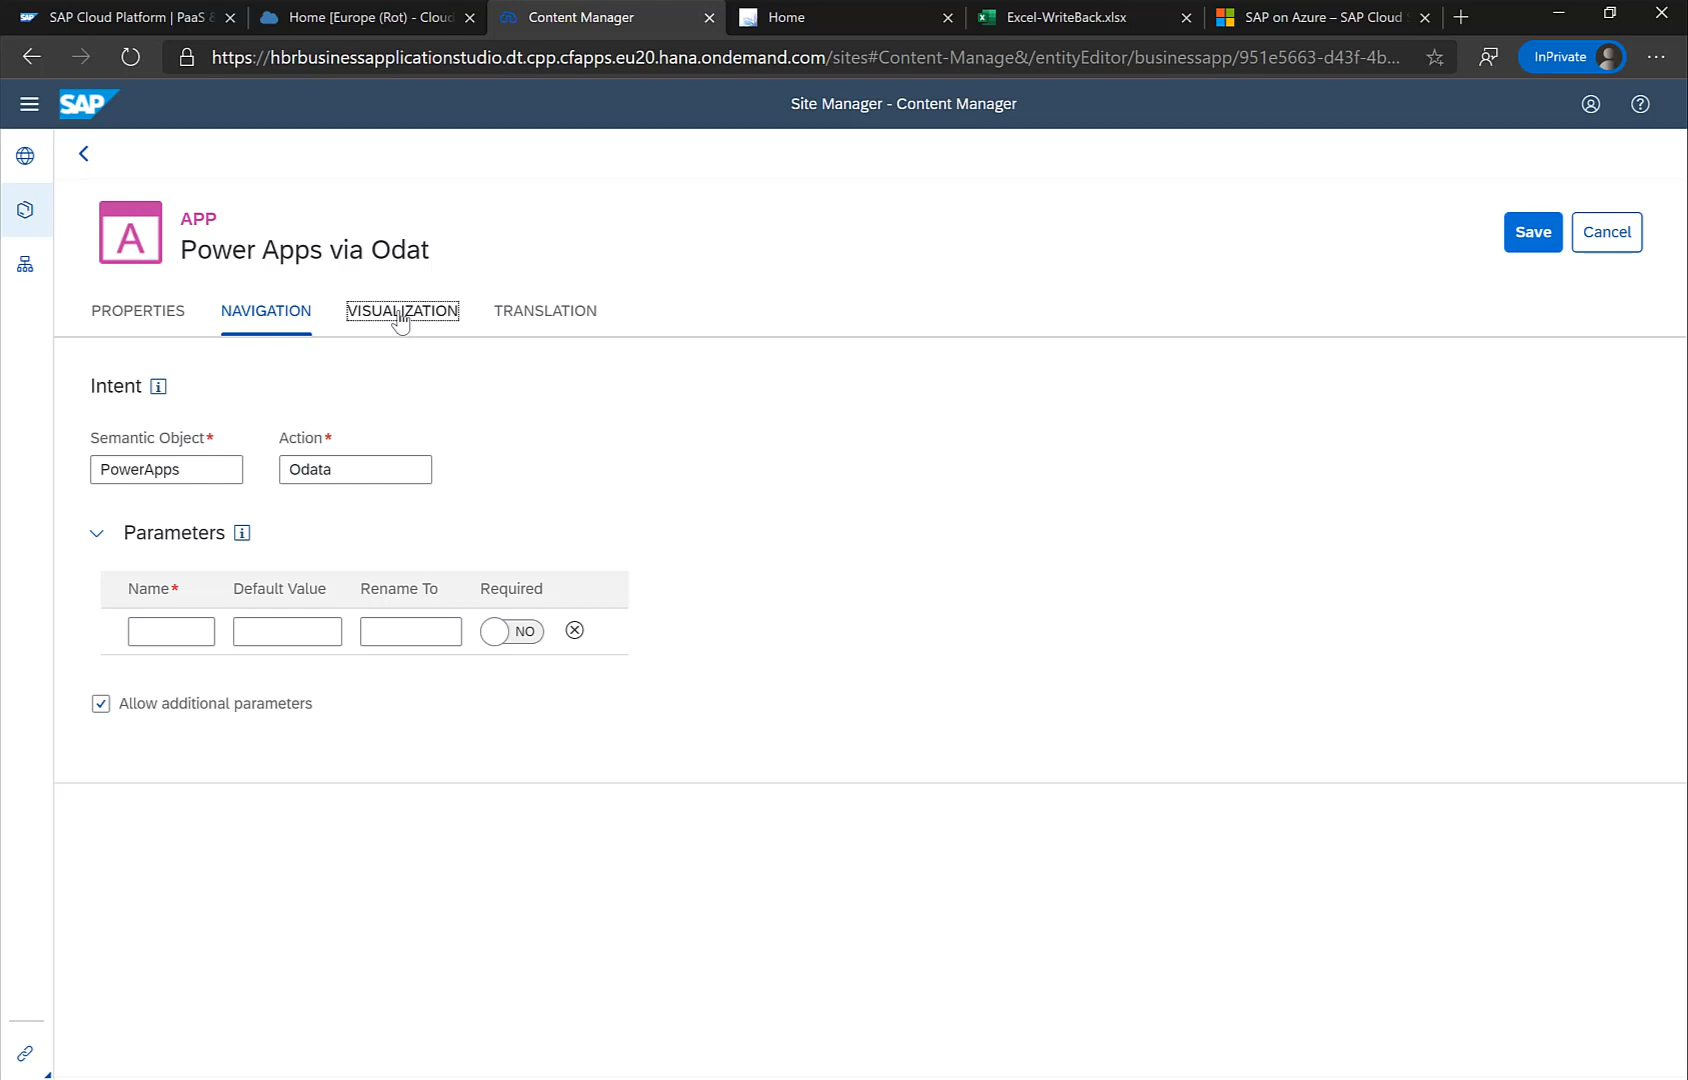 SAP SAP Cloud Platform | PaaS & Home [Europe (Rot) - Cloud Content Manager Home Excel-WriteBack.xlsx SAP on Azure – SAP Cloud
https://hbrbusinessapplicationstudio.dt.cpp.cfapps.eu20.hana.ondemand.com/sites#Content-Manage&/entityEditor/businessapp/951e5663-d43f-4b... InPrivate
SAP Site Manager - Content Manager
A APP
Power Apps via Odat
Save Cancel
PROPERTIES NAVIGATION VISUALIZATION TRANSLATION
Intent
Semantic Object* Action*
PowerApps Odata
Parameters
Name* Default Value Rename To Required
NO
Allow additional parameters